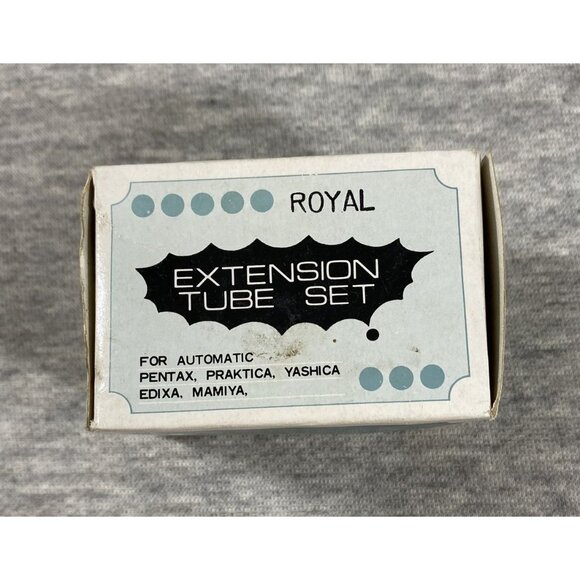 ROYAL
EXTENSION
TUBE SET
FOR AUTOMATIC
PENTAX, PRAKTICA, YASHICA
EDIXA, MAMIYA,